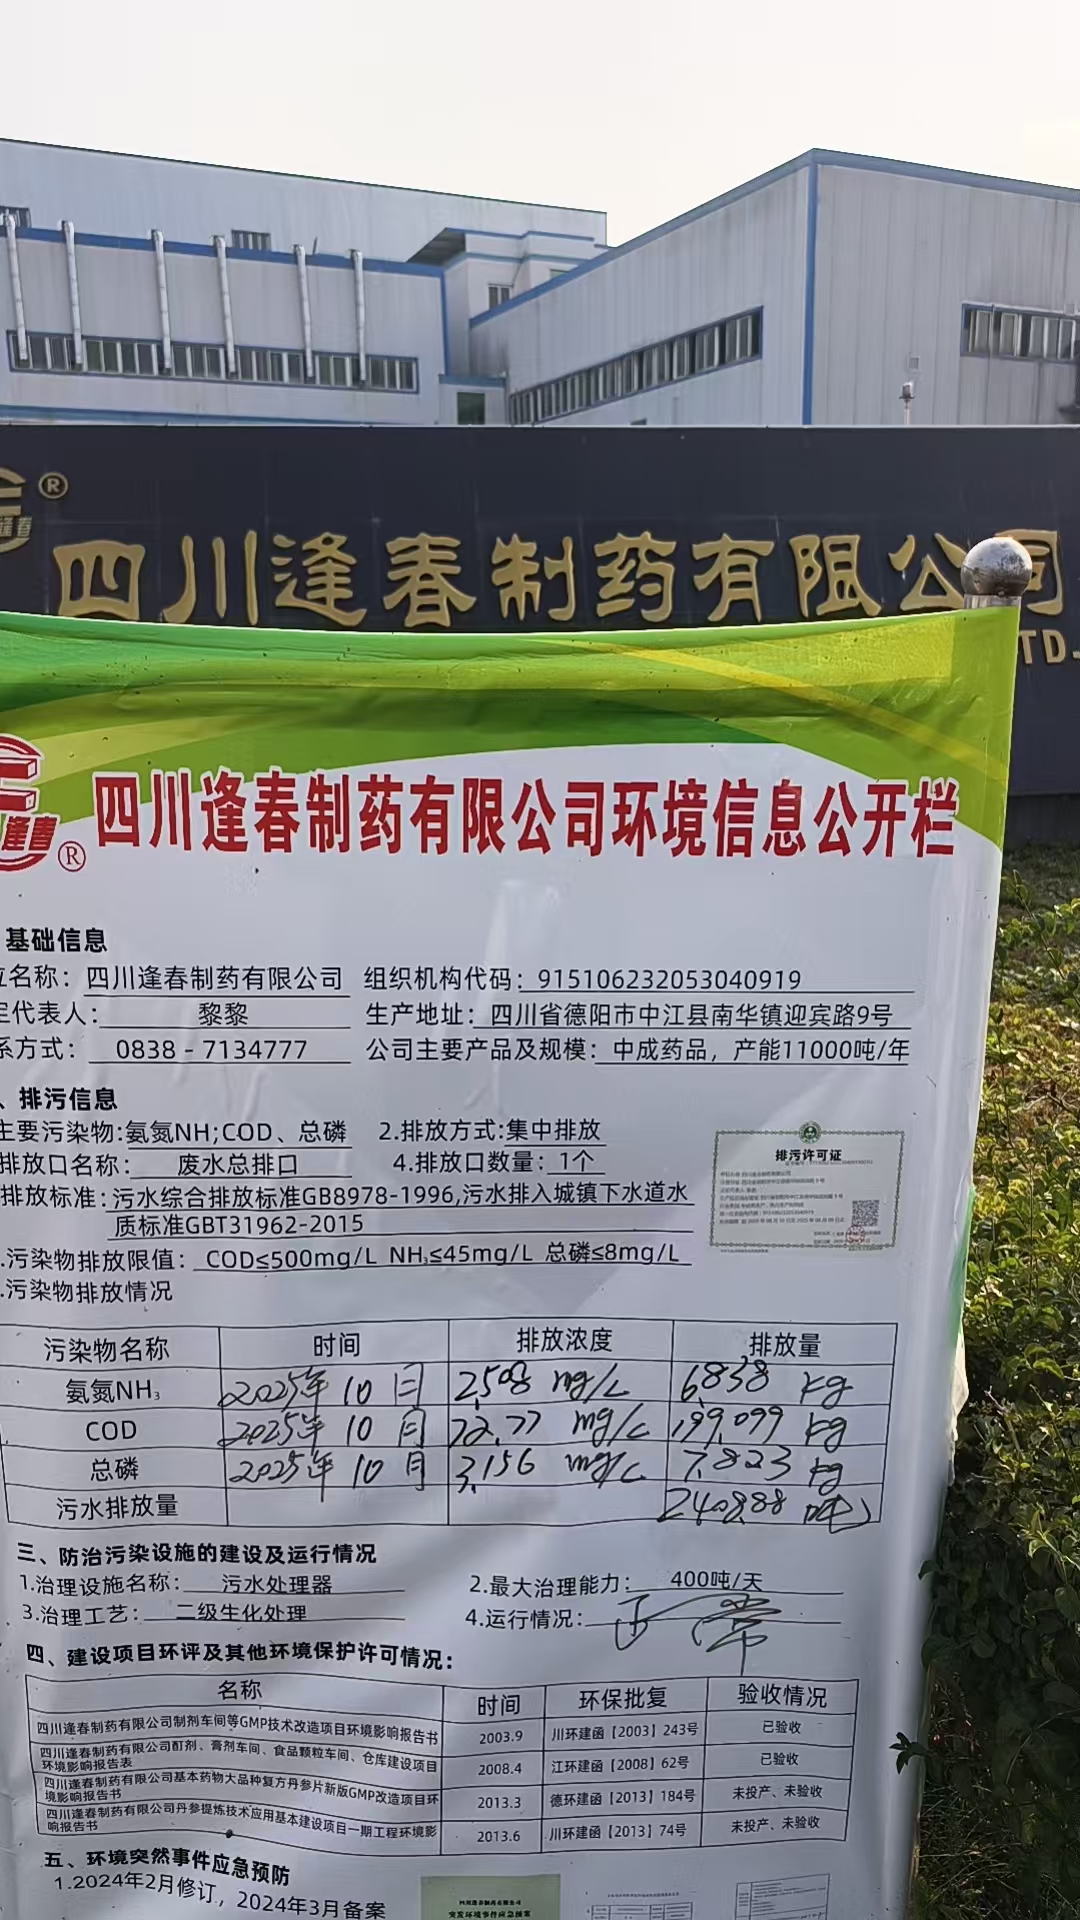 ®
逢春
四川逢春制药有限公司
TD.
逢春®
四川逢春制药有限公司环境信息公开栏
基础信息
位名称：四川逢春制药有限公司 组织机构代码：915106232053040919
定代表人：黎黎 生产地址：四川省德阳市中江县南华镇迎宾路9号
系方式：0838 - 7134777 公司主要产品及规模：中成药品，产能11000吨/年
、排污信息
主要污染物:氨氮NH;COD、总磷 2.排放方式:集中排放
排放口名称：废水总排口 4.排放口数量：1个
排放标准：污水综合排放标准GB8978-1996,污水排入城镇下水道水
质标准GBT31962-2015
.污染物排放限值：COD≤500mg/L NH₃≤45mg/L 总磷≤8mg/L
.污染物排放情况
排污许可证
污染物名称 时间 排放浓度 排放量
氨氮NH₃ 2025年10月 2.508 mg/L 6.838 kg
COD 2025年10月 72.77 mg/L 199.099 kg
总磷 2025年10月 3.156 mg/L 7.823 kg
污水排放量 2408.88 吨
三、防治污染设施的建设及运行情况
1.治理设施名称：污水处理器 2.最大治理能力：400吨/天
3.治理工艺：二级生化处理 4.运行情况：正常
四、建设项目环评及其他环境保护许可情况：
名称 时间 环保批复 验收情况
四川逢春制药有限公司制剂车间等GMP技术改造项目环境影响报告书 2003.9 川环建函【2003】243号 已验收
四川逢春制药有限公司酊剂、膏剂车间、食品颗粒车间、仓库建设项目
环境影响报告表 2008.4 江环建函【2008】62号 已验收
四川逢春制药有限公司基本药物大品种复方丹参片新版GMP改造项目环
境影响报告书 2013.3 德环建函【2013】184号 未投产、未验收
四川逢春制药有限公司丹参提炼技术应用基本建设项目一期工程环境影
响报告书 2013.6 川环建函【2013】74号 未投产、未验收
五、环境突然事件应急预防
1.2024年2月修订，2024年3月备案
四川逢春制药有限公司
突发环境事件应急预案